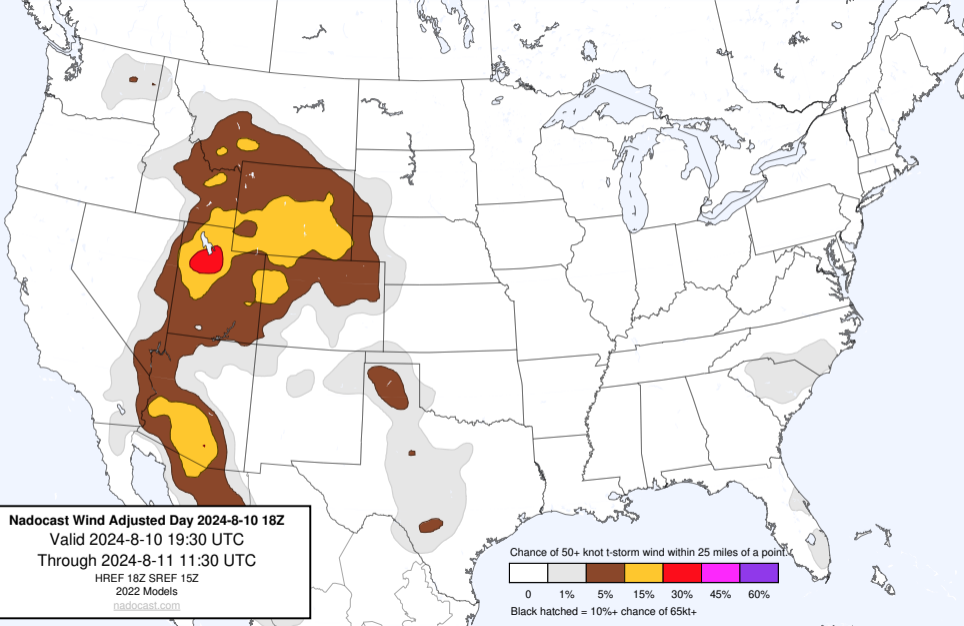 Nadocast Wind Adjusted Day 2024-8-10 18Z
Valid 2024-8-10 19:30 UTC
Through 2024-8-11 11:30 UTC
HREF 18Z SREF 15Z
2022 Models
nadocast.com
Chance of 50+ knot t-storm wind within 25 miles of a point.
0 1% 5% 15% 30% 45% 60%
Black hatched = 10%+ chance of 65kt+